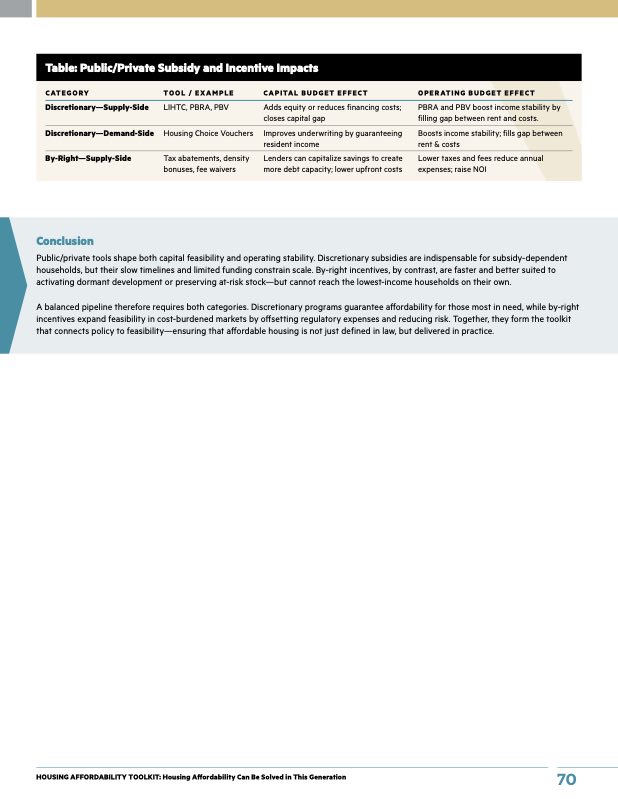 Table: Public/Private Subsidy and Incentive Impacts
CATEGORY TOOL / EXAMPLE CAPITAL BUDGET EFFECT OPERATING BUDGET EFFECT
Discretionary—Supply-Side LIHTC, PBRA, PBV Adds equity or reduces financing costs; PBRA and PBV boost income stability by
closes capital gap filling gap between rent and costs.
Discretionary—Demand-Side Housing Choice Vouchers Improves underwriting by guaranteeing Boosts income stability; fills gap between
resident income rent & costs
By-Right—Supply-Side Tax abatements, density Lenders can capitalize savings to create Lower taxes and fees reduce annual
bonuses, fee waivers more debt capacity; lower upfront costs expenses; raise NOI
Conclusion
Public/private tools shape both capital feasibility and operating stability. Discretionary subsidies are indispensable for subsidy-dependent
households, but their slow timelines and limited funding constrain scale. By-right incentives, by contrast, are faster and better suited to
activating dormant development or preserving at-risk stock—but cannot reach the lowest-income households on their own.
A balanced pipeline therefore requires both categories. Discretionary programs guarantee affordability for those most in need, while by-right
incentives expand feasibility in cost-burdened markets by offsetting regulatory expenses and reducing risk. Together, they form the toolkit
that connects policy to feasibility—ensuring that affordable housing is not just defined in law, but delivered in practice.
HOUSING AFFORDABILITY TOOLKIT: Housing Affordability Can Be Solved in This Generation 70